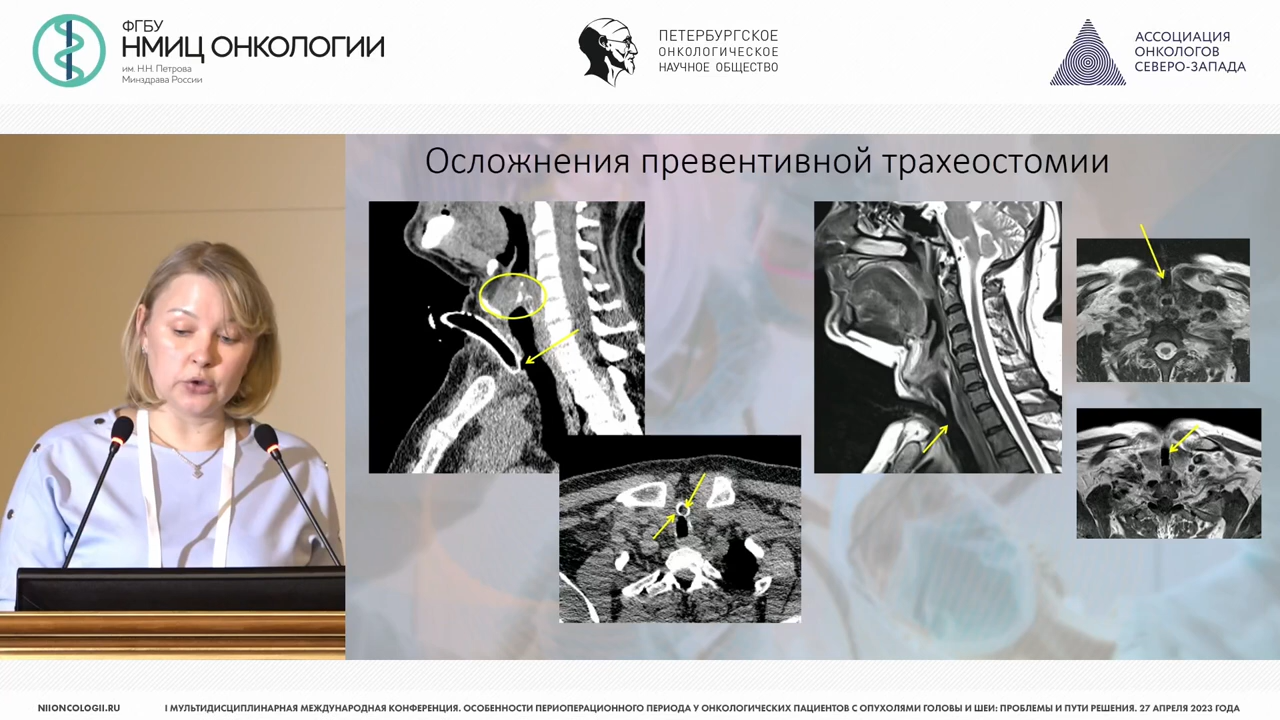 ФГБУ
НМИЦ ОНКОЛОГИИ
им. Н.Н. Петрова
Минздрава России
ПЕТЕРБУРГСКОЕ
ОНКОЛОГИЧЕСКОЕ
НАУЧНОЕ ОБЩЕСТВО
АССОЦИАЦИЯ
ОНКОЛОГОВ
СЕВЕРО-ЗАПАДА
Осложнения превентивной трахеостомии
NIIONCOLOGII.RU
I МУЛЬТИДИСЦИПЛИНАРНАЯ МЕЖДУНАРОДНАЯ КОНФЕРЕНЦИЯ. ОСОБЕННОСТИ ПЕРИОПЕРАЦИОННОГО ПЕРИОДА У ОНКОЛОГИЧЕСКИХ ПАЦИЕНТОВ С ОПУХОЛЯМИ ГОЛОВЫ И ШЕИ: ПРОБЛЕМЫ И ПУТИ РЕШЕНИЯ. 27 АПРЕЛЯ 2023 ГОДА